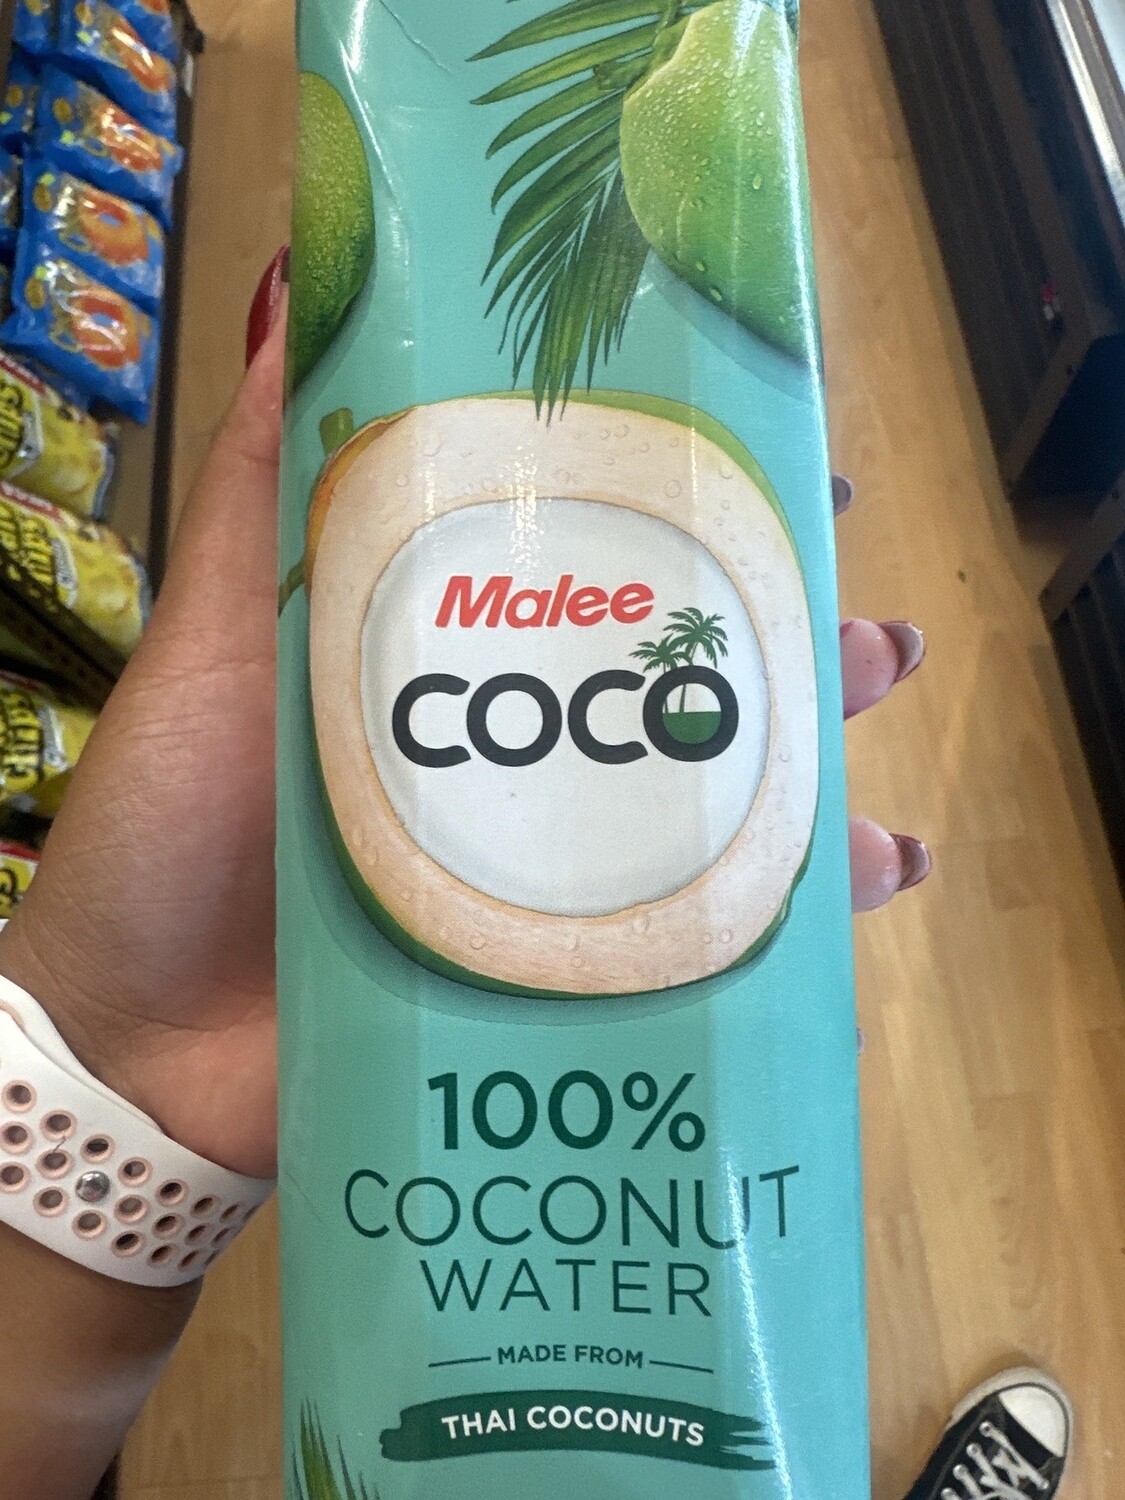 Malee
COCO
100%
COCONUT
WATER
MADE FROM
THAI COCONUTS